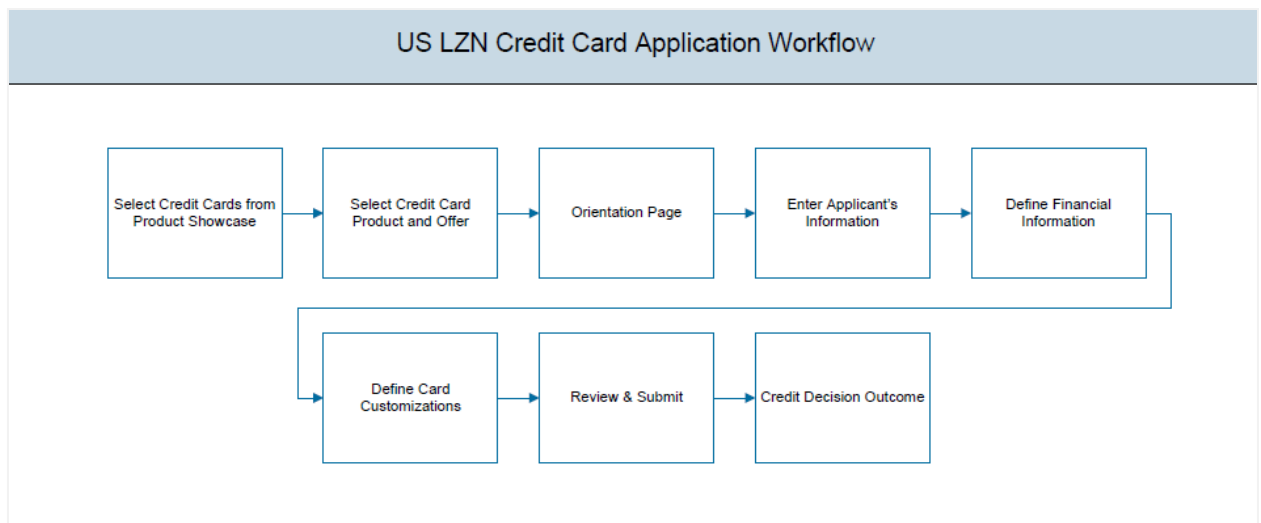 US LZN Credit Card Application Workflow
Select Credit Cards from
Product Showcase
Select Credit Card
Product and Offer
Orientation Page
Enter Applicant's
Information
Define Financial
Information
Define Card
Customizations
Review & Submit
Credit Decision Outcome